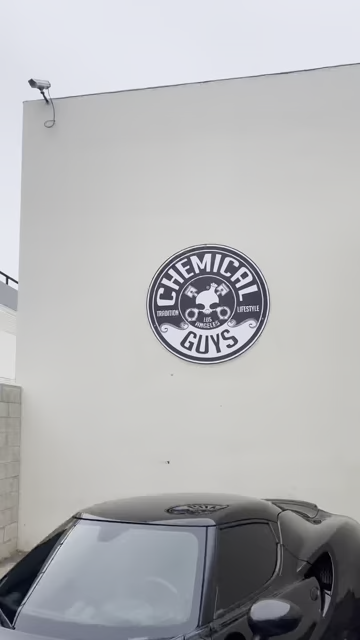 CHEMICAL
TRADITION
LIFESTYLE
LOS
ANGELES
GUYS